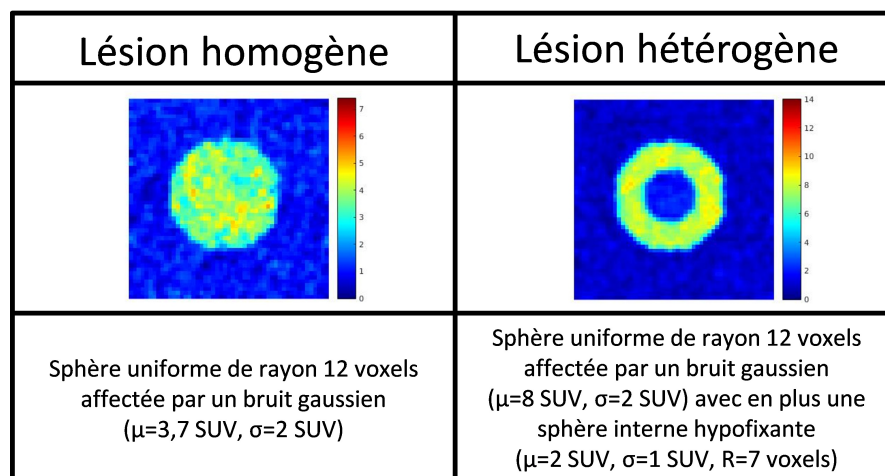 Lésion homogène
Lésion hétérogène
7
6
5
4
3
2
1
0
14
12
10
8
6
4
2
0
Sphère uniforme de rayon 12 voxels
affectée par un bruit gaussien
(μ=3,7 SUV, σ=2 SUV)
Sphère uniforme de rayon 12 voxels
affectée par un bruit gaussien
(μ=8 SUV, σ=2 SUV) avec en plus une
sphère interne hypofixante
(μ=2 SUV, σ=1 SUV, R=7 voxels)